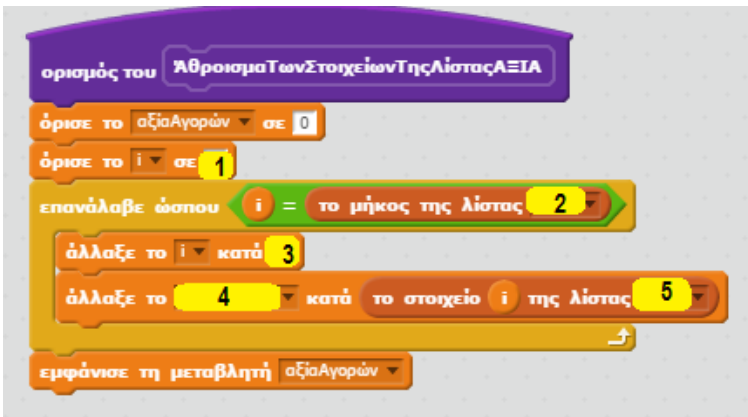 ορισμός του ΆθροισμαΤωνΣτοιχείωνΤηςΛίσταςΑΞΙΑ
όρισε το αξίαΑγορών σε 0
όρισε το i σε 1
επανάλαβε ώσπου i = το μήκος της λίστας 2
άλλαξε το i κατά 3
άλλαξε το 4 κατά το στοιχείο i της λίστας 5
εμφάνισε τη μεταβλητή αξίαΑγορών